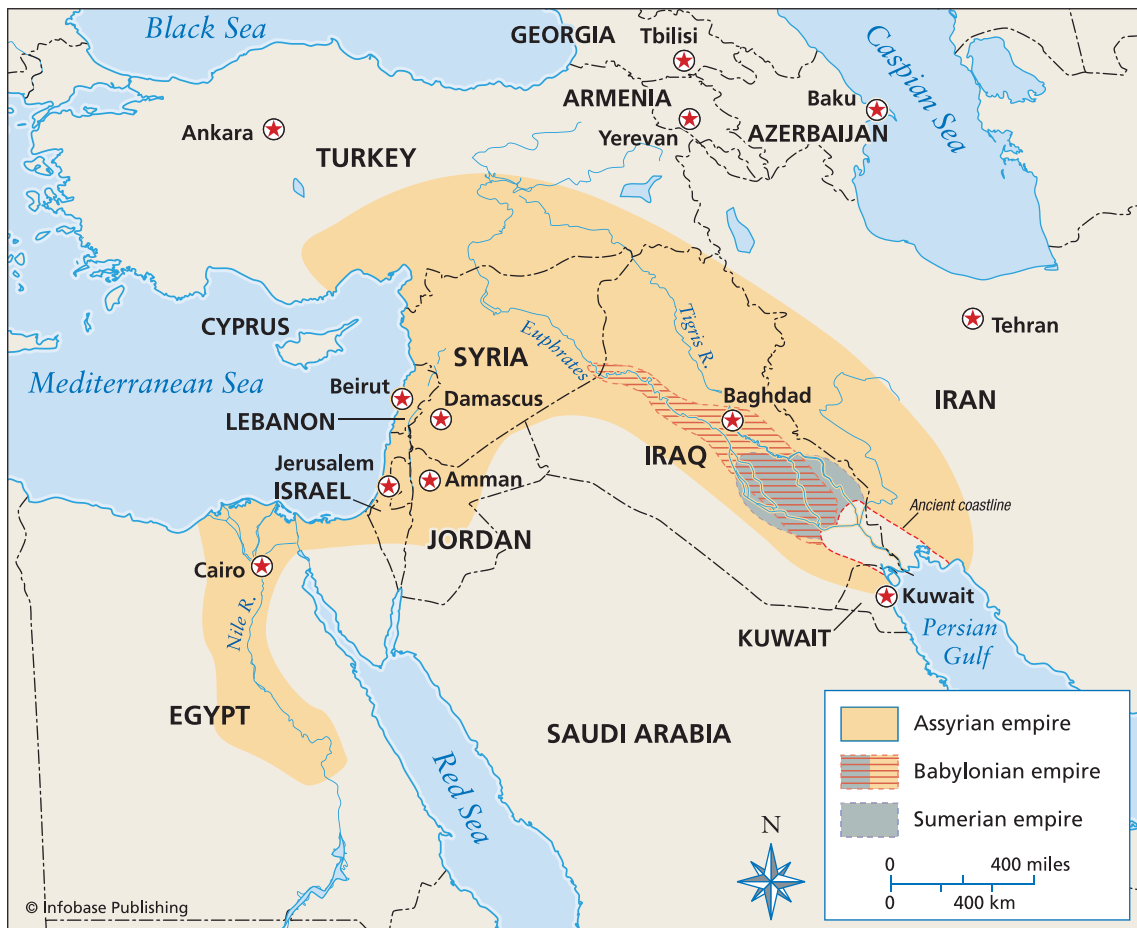 Black Sea
GEORGIA
Tbilisi
Caspian Sea
ARMENIA
Baku
Ankara
Yerevan
AZERBAIJAN
TURKEY
CYPRUS
Tigris R.
Tehran
Euphrates
SYRIA
Mediterranean Sea
Beirut
Damascus
Baghdad
IRAN
LEBANON
IRAQ
Jerusalem
Amman
ISRAEL
Ancient coastline
JORDAN
Cairo
Kuwait
Nile R.
KUWAIT
Persian
Gulf
EGYPT
SAUDI ARABIA
Red Sea
Assyrian empire
Babylonian empire
Sumerian empire
N
0 400 miles
0 400 km
© Infobase Publishing